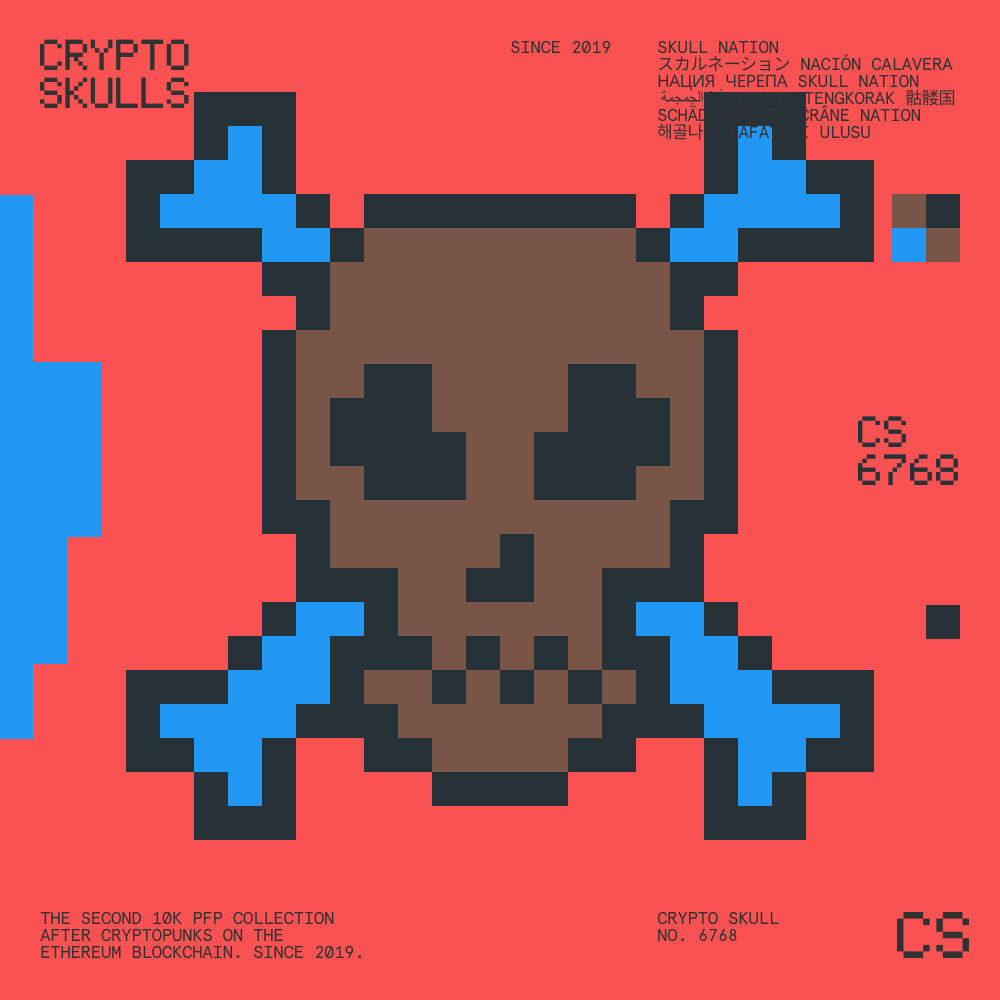 CRYPTO
SKULLS
SINCE 2019
SKULL NATION
スカルネーション NACIÓN CALAVERA
НАЦИЯ ЧЕРЕПА SKULL NATION
TENGKORAK 骷髅国
CRÂNE NATION
ULUSU
CS
6768
THE SECOND 10K PFP COLLECTION
AFTER CRYPTOPUNKS ON THE
ETHEREUM BLOCKCHAIN. SINCE 2019.
CRYPTO SKULL
NO. 6768
CS